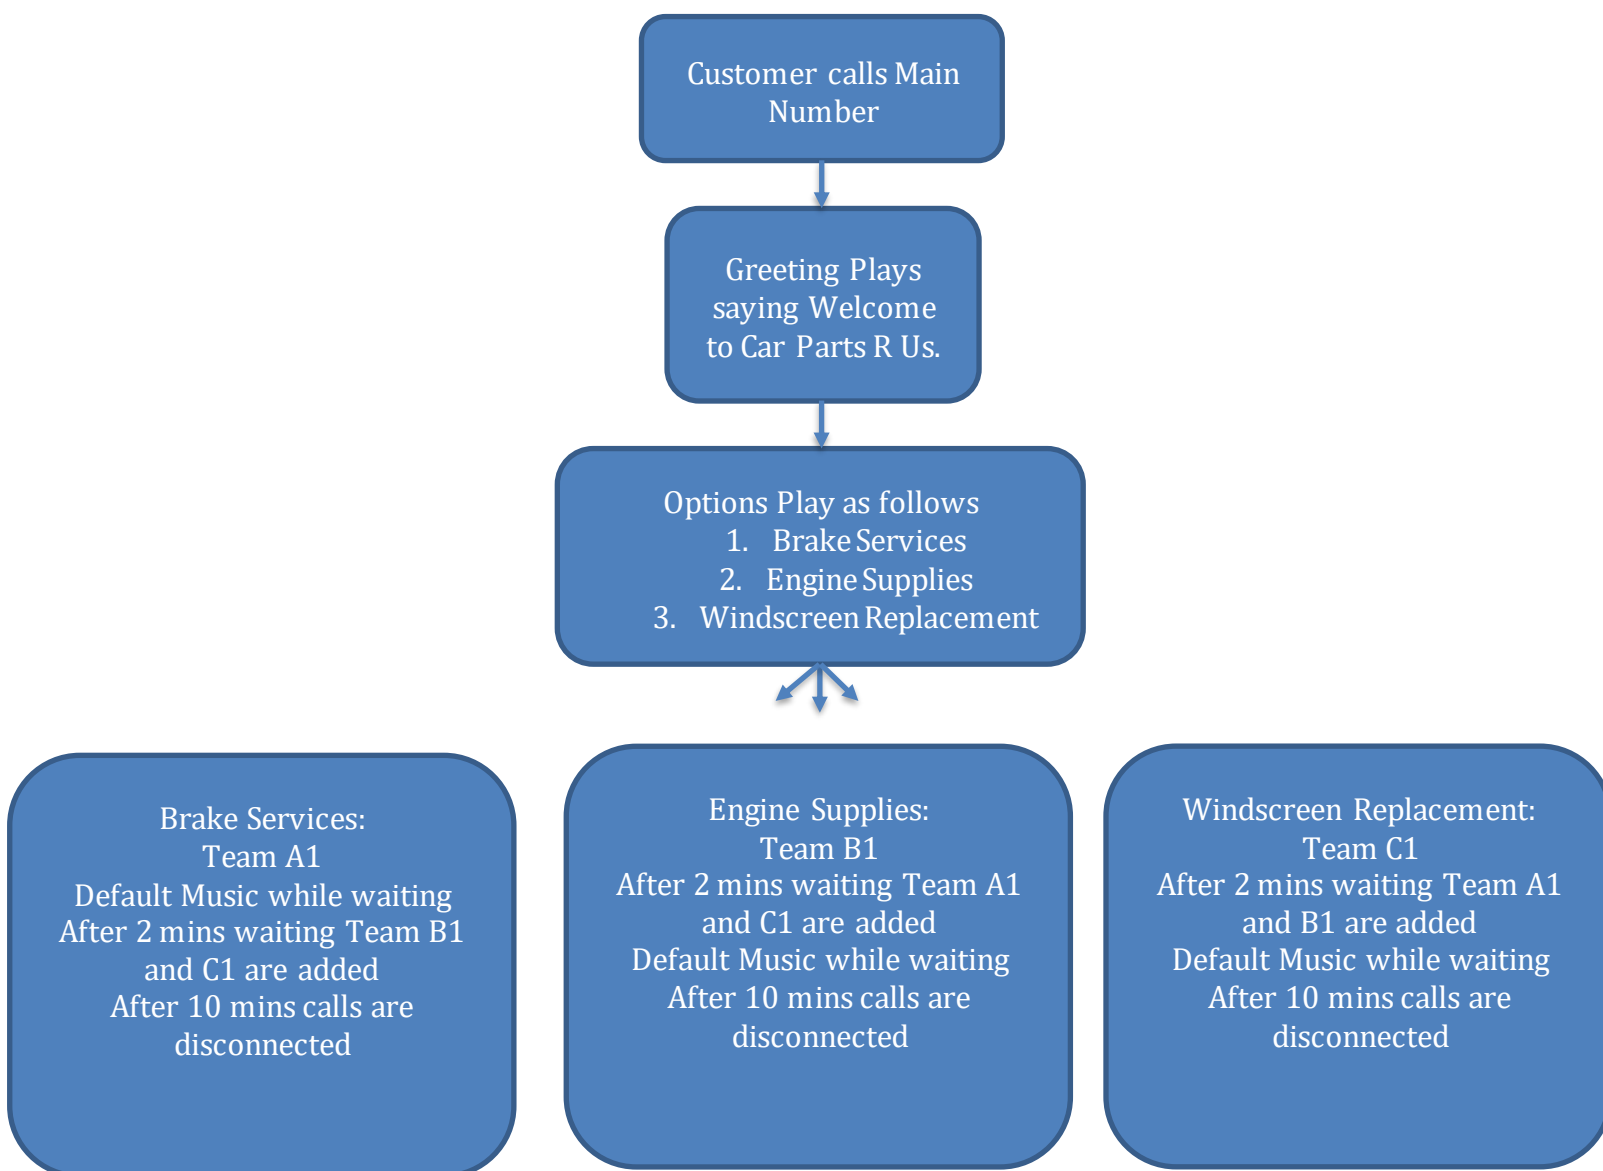 Customer calls Main
Number
Greeting Plays
saying Welcome
to Car Parts R Us.
Options Play as follows
1. Brake Services
2. Engine Supplies
3. Windscreen Replacement
Brake Services:
Team A1
Default Music while waiting
After 2 mins waiting Team B1
and C1 are added
After 10 mins calls are
disconnected
Engine Supplies:
Team B1
After 2 mins waiting Team A1
and C1 are added
Default Music while waiting
After 10 mins calls are
disconnected
Windscreen Replacement:
Team C1
After 2 mins waiting Team A1
and B1 are added
Default Music while waiting
After 10 mins calls are
disconnected